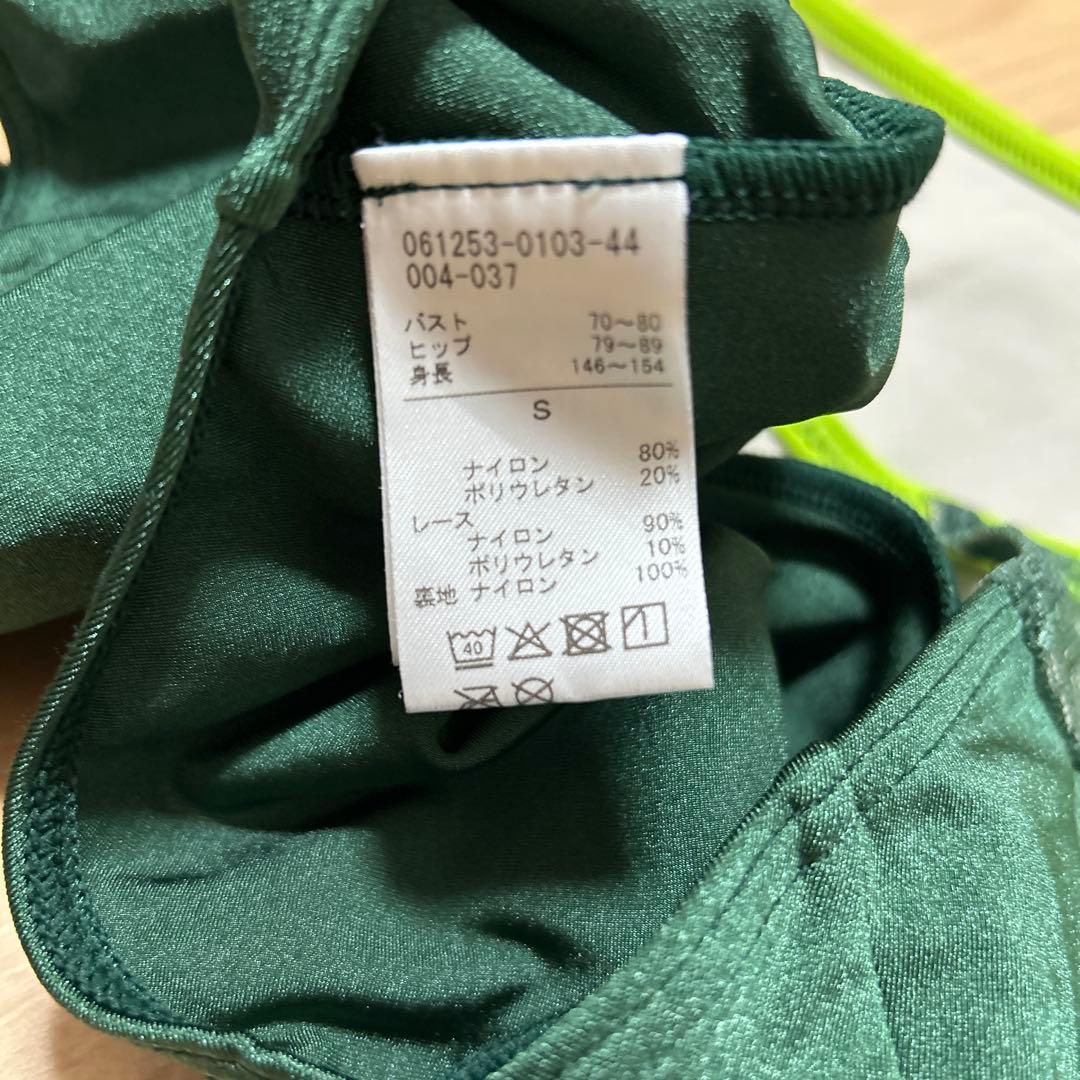 061253-0103-44
004-037
バスト 70～80
ヒップ 79～89
身長 146～154
S
ナイロン 80%
ポリウレタン 20%
レース
ナイロン 90%
ポリウレタン 10%
裏地 ナイロン 100%
40